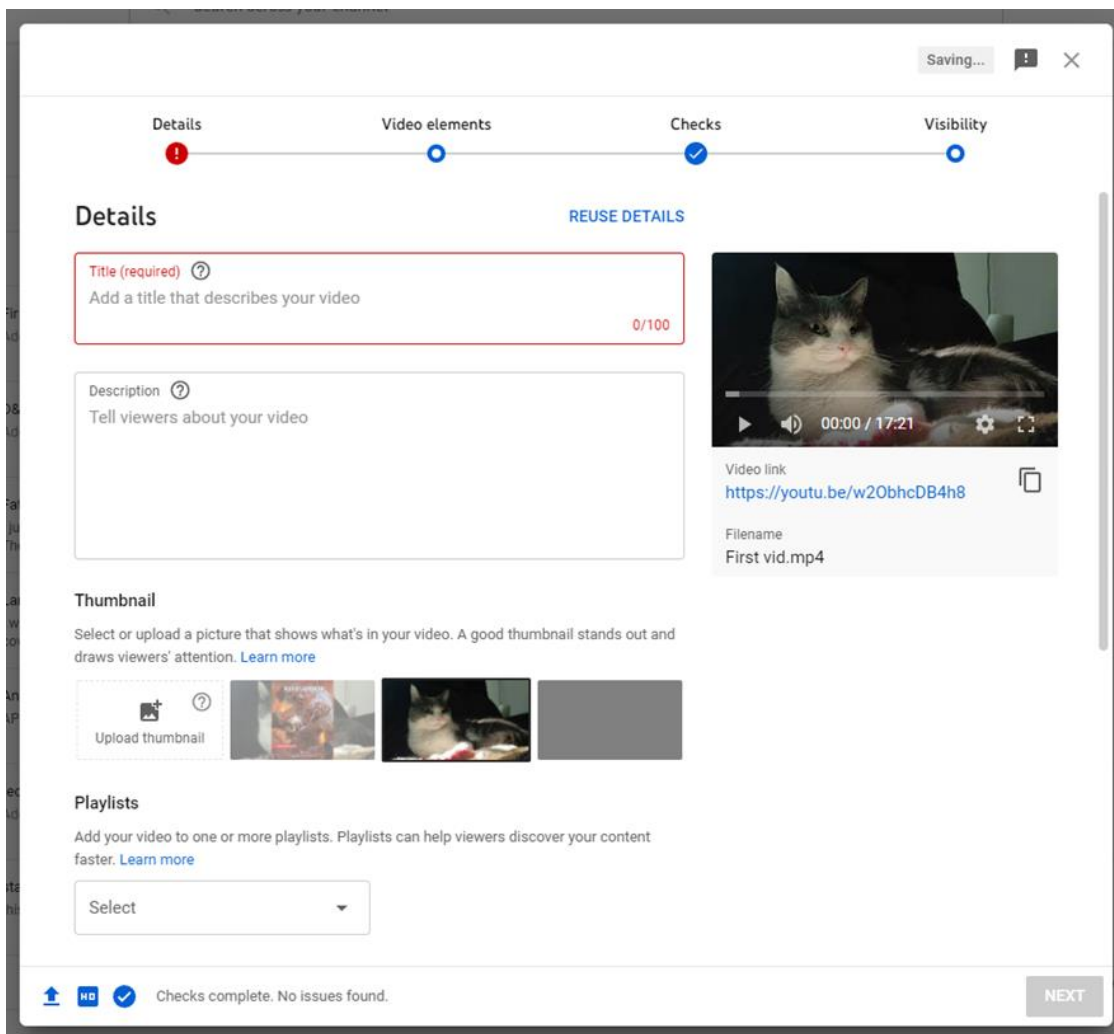 Saving...
Details
Video elements
Checks
Visibility
Details
REUSE DETAILS
Title (required)
Add a title that describes your video
0/100
Description
Tell viewers about your video
00:00 / 17:21
Video link
https://youtu.be/w2ObhcDB4h8
Filename
First vid.mp4
Thumbnail
Select or upload a picture that shows what's in your video. A good thumbnail stands out and
draws viewers' attention. Learn more
Upload thumbnail
Playlists
Add your video to one or more playlists. Playlists can help viewers discover your content
faster. Learn more
Select
HD
Checks complete. No issues found.
NEXT